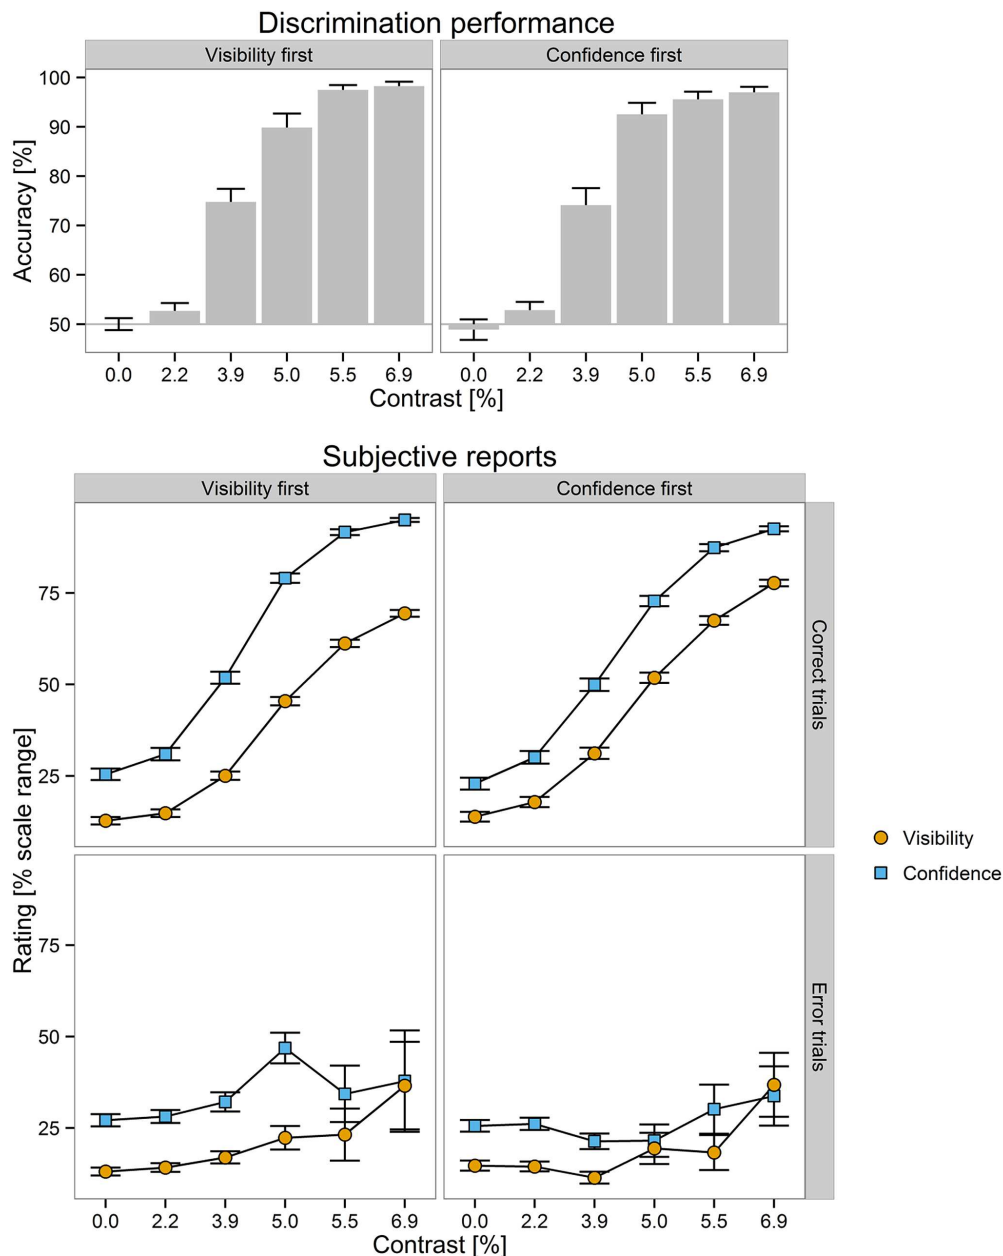 Discrimination performance
Visibility first
Confidence first
Accuracy [%]
100
90
80
70
60
50
0.0 2.2 3.9 5.0 5.5 6.9
0.0 2.2 3.9 5.0 5.5 6.9
Contrast [%]
Subjective reports
Visibility first
Confidence first
Rating [% scale range]
75
50
25
Correct trials
75
50
25
Error trials
Visibility
Confidence
0.0 2.2 3.9 5.0 5.5 6.9
0.0 2.2 3.9 5.0 5.5 6.9
Contrast [%]